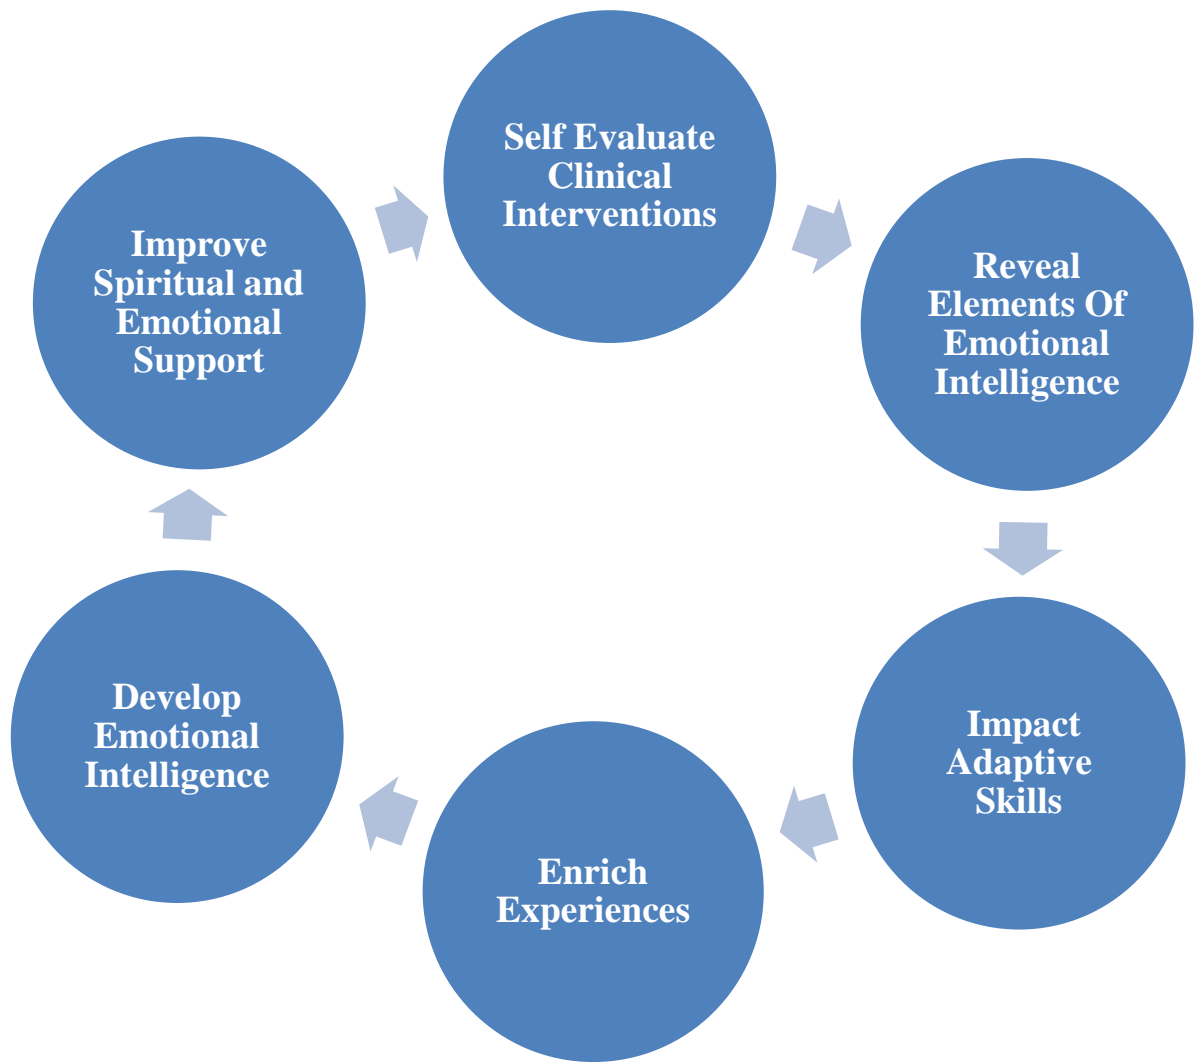 Self Evaluate
Clinical
Interventions
Reveal
Elements Of
Emotional
Intelligence
Impact
Adaptive
Skills
Enrich
Experiences
Develop
Emotional
Intelligence
Improve
Spiritual and
Emotional
Support